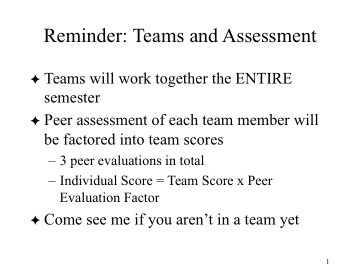 Reminder: Teams and Assessment
✦ Teams will work together the ENTIRE
semester
✦ Peer assessment of each team member will
be factored into team scores
– 3 peer evaluations in total
– Individual Score = Team Score x Peer
Evaluation Factor
✦ Come see me if you aren't in a team yet
1